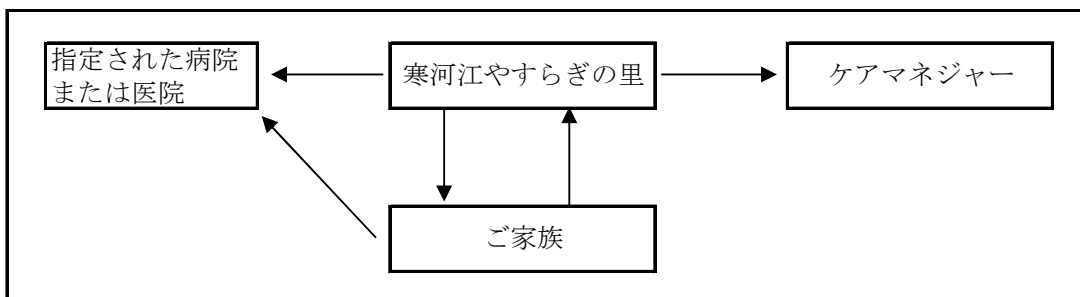 指定された病院
または医院
寒河江やすらぎの里
ケアマネジャー
ご家族